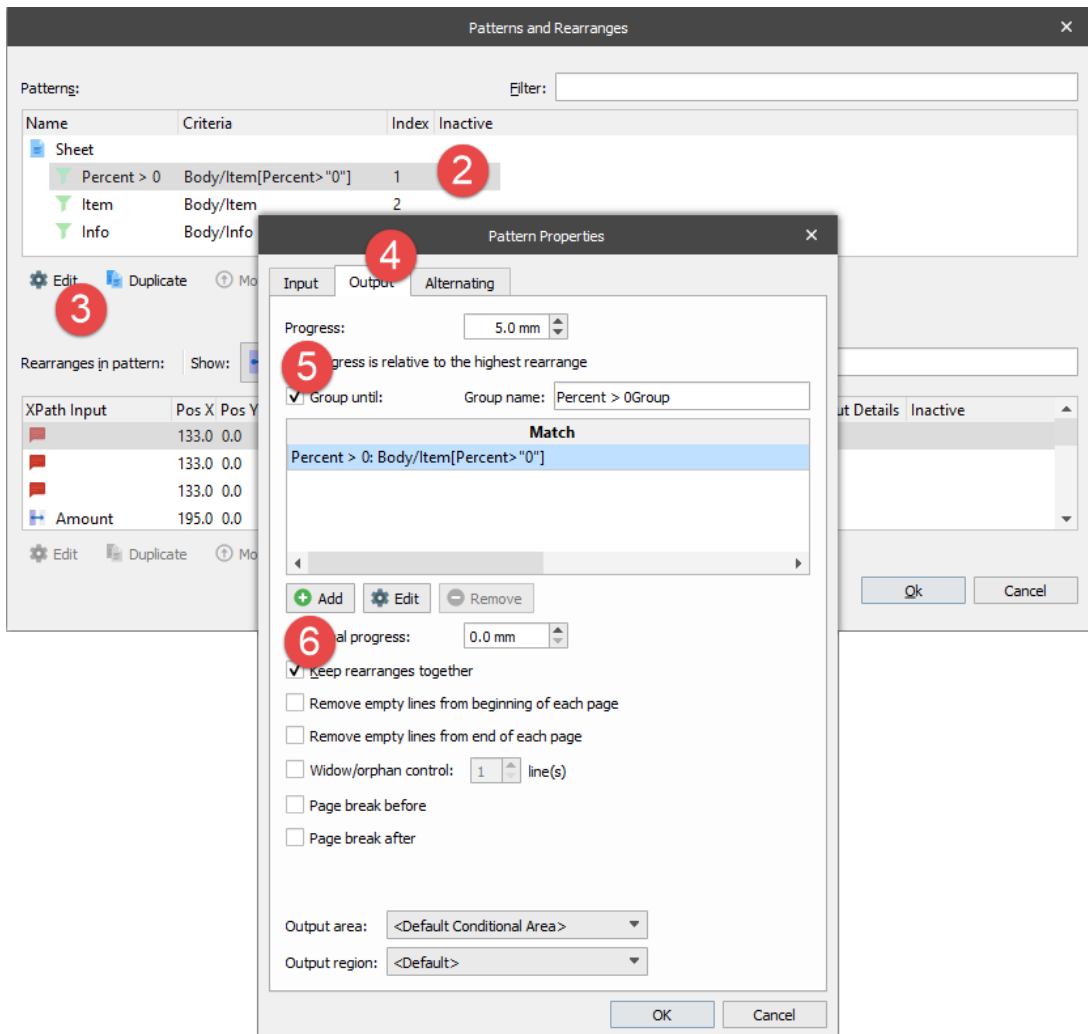 Patterns and Rearranges
Patterns: Filter:
Name Criteria Index Inactive
Sheet
Percent > 0 Body/Item[Percent>"0"] 1
2
Item Body/Item 2
Info Body/Info
Pattern Properties
4
Edit Duplicate Mo
Input Output Alternating
3
Progress: 5.0 mm
5
gress is relative to the highest rearrange
Rearranges in pattern: Show:
Group until: Group name: Percent > 0Group
XPath Input Pos X Pos Y ut Details Inactive
Match
133.0 0.0
Percent > 0: Body/Item[Percent>"0"]
133.0 0.0
133.0 0.0
Amount 195.0 0.0
Edit Duplicate Mo
Ok Cancel
Add Edit Remove
6
al progress: 0.0 mm
Keep rearranges together
Remove empty lines from beginning of each page
Remove empty lines from end of each page
Widow/orphan control: 1 line(s)
Page break before
Page break after
Output area: <Default Conditional Area>
Output region: <Default>
OK Cancel